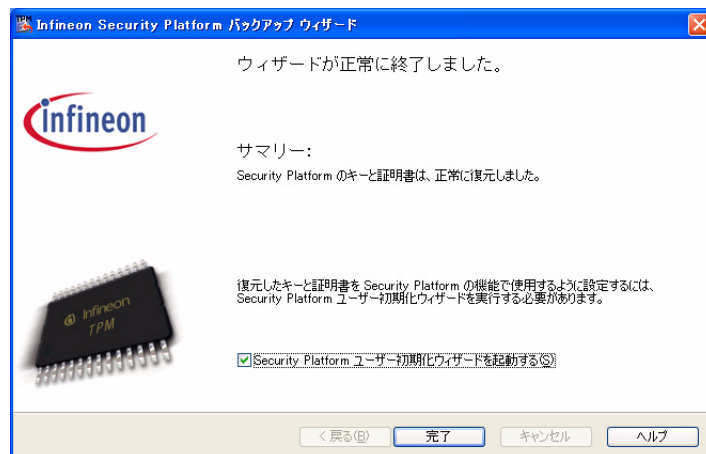 Infineon Security Platform バックアップ ウィザード
ウィザードが正常に終了しました。
infineon
サマリー:
Security Platform のキーと証明書は、正常に復元しました。
復元したキーと証明書を Security Platform の機能で使用するように設定するには、
Security Platform ユーザー初期化ウィザードを実行する必要があります。
infineon
TPM
Security Platform ユーザー初期化ウィザードを起動する(S)
< 戻る(B)
完了
キャンセル
ヘルプ